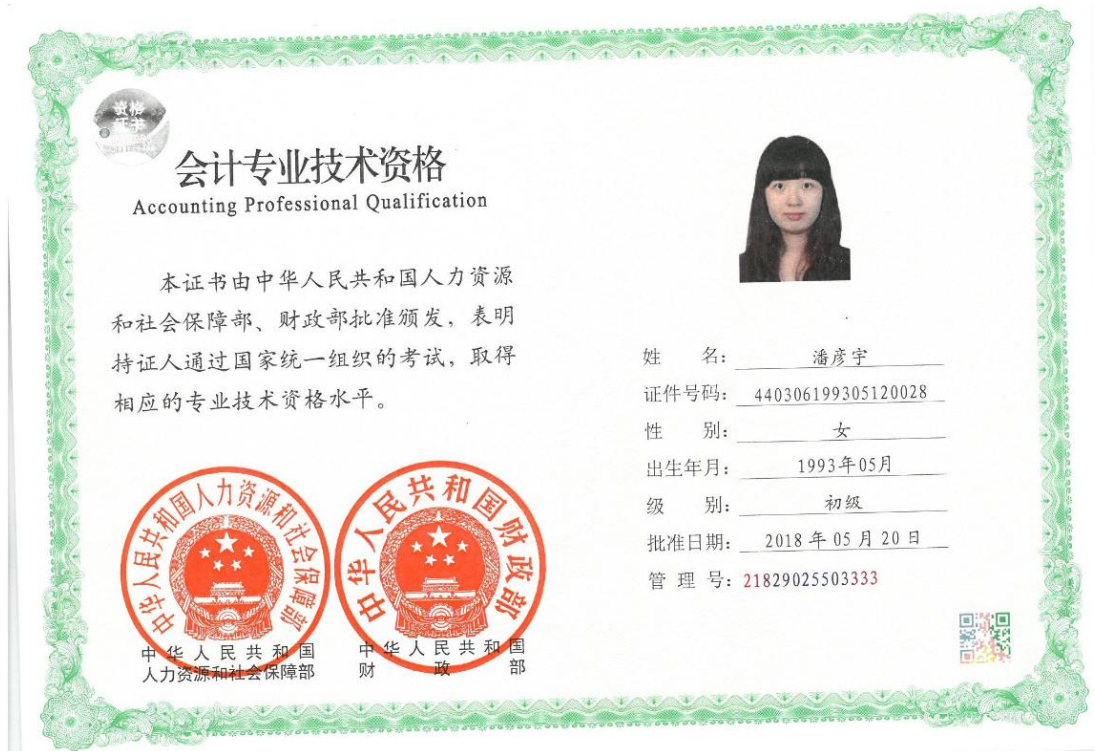 会计专业技术资格
Accounting Professional Qualification
本证书由中华人民共和国人力资源
和社会保障部、财政部批准颁发，表明
持证人通过国家统一组织的考试，取得
相应的专业技术资格水平。
中华人民共和国人力资源和社会保障部
中华人民共和国财政部
中华人民共和国
人力资源和社会保障部
中华人民共和国
财政部
姓 名： 潘彦宇
证件号码： 440306199305120028
性 别： 女
出生年月： 1993年05月
级 别： 初级
批准日期： 2018年05月20日
管 理 号：21829025503333